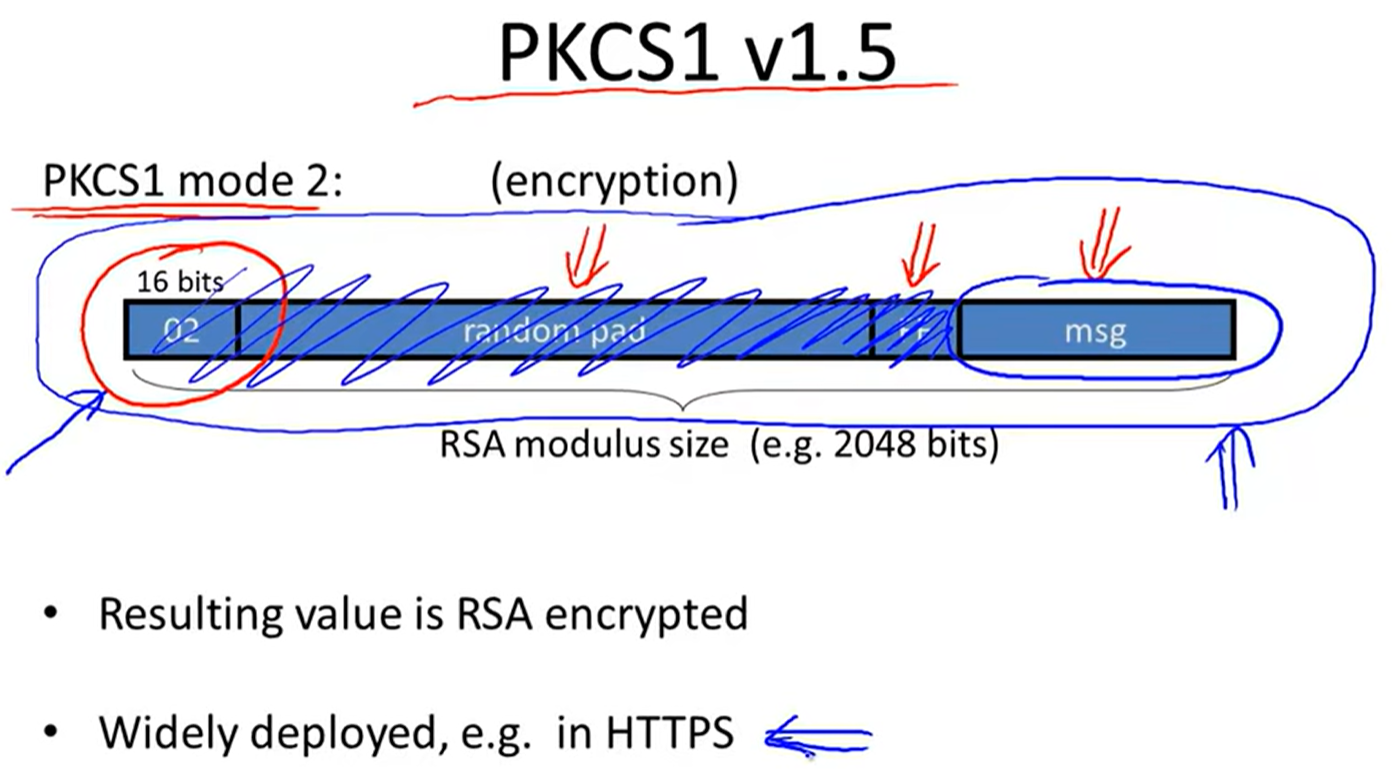 PKCS1 v1.5
PKCS1 mode 2: (encryption)
16 bits
02 random pad FF msg
RSA modulus size (e.g. 2048 bits)
• Resulting value is RSA encrypted
• Widely deployed, e.g. in HTTPS